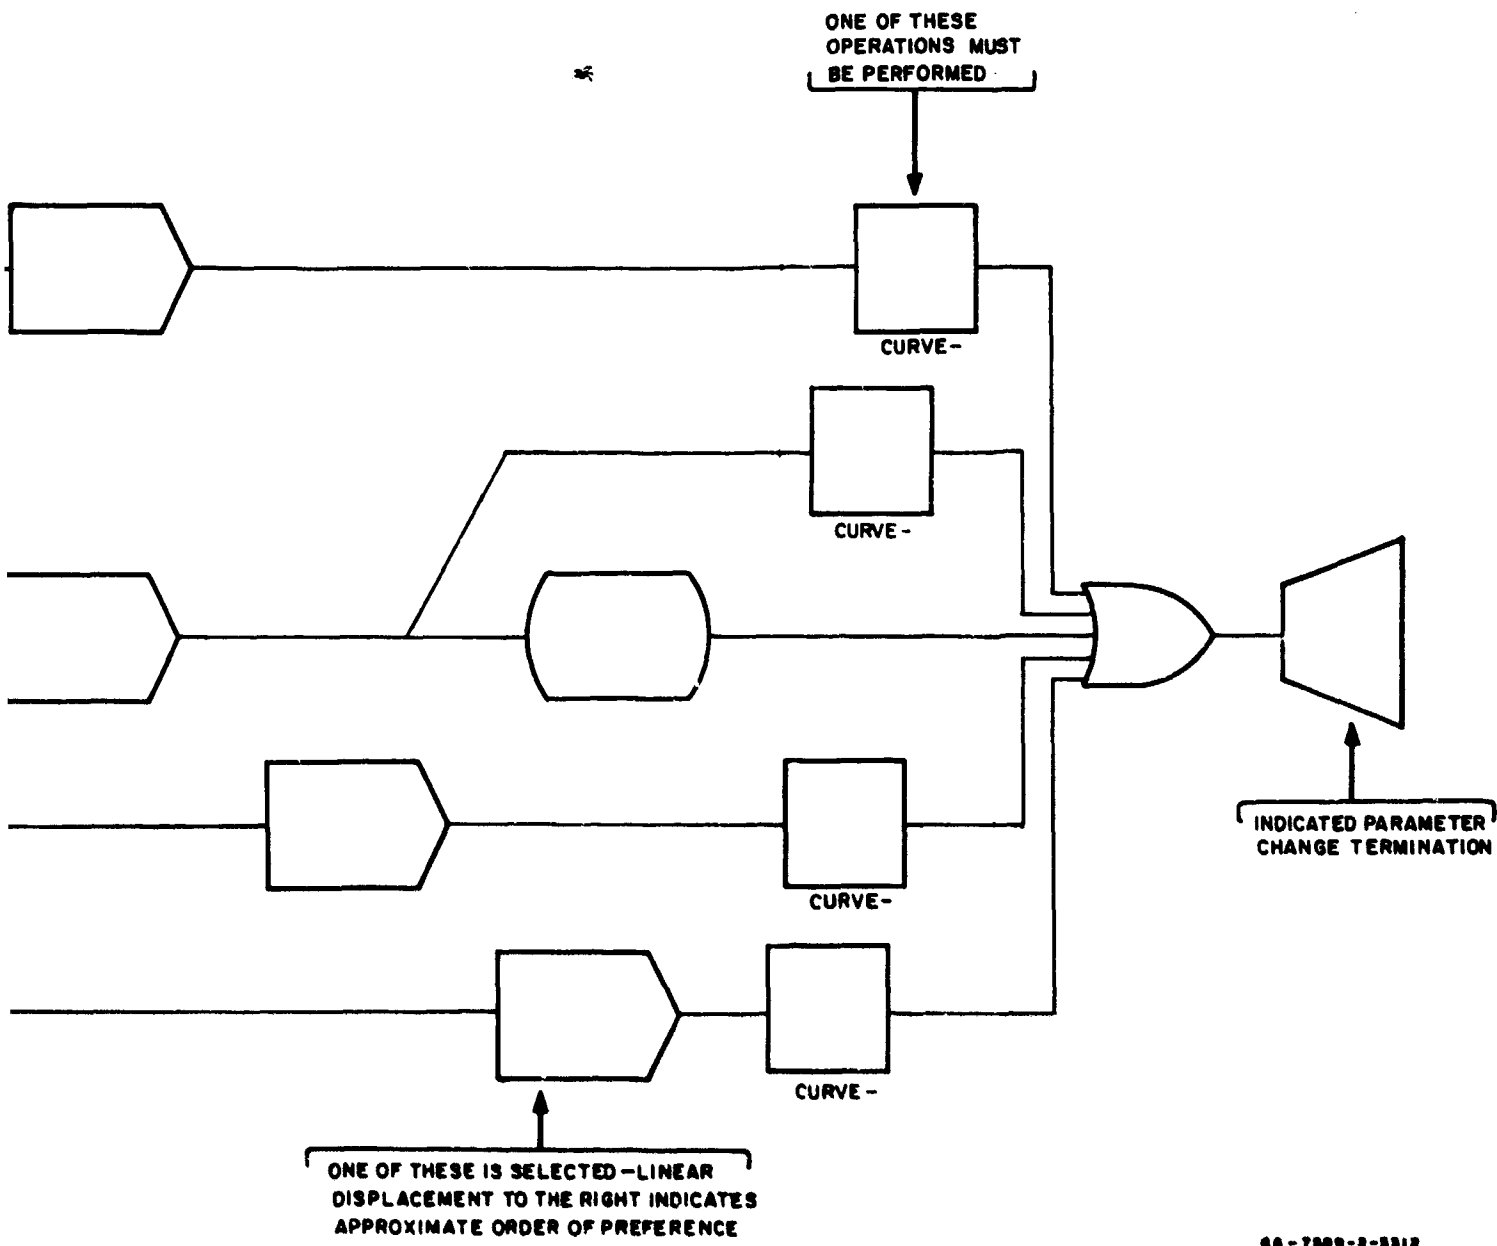 ONE OF THESE
OPERATIONS MUST
BE PERFORMED
CURVE-
CURVE-
CURVE-
CURVE-
INDICATED PARAMETER
CHANGE TERMINATION
ONE OF THESE IS SELECTED-LINEAR
DISPLACEMENT TO THE RIGHT INDICATES
APPROXIMATE ORDER OF PREFERENCE